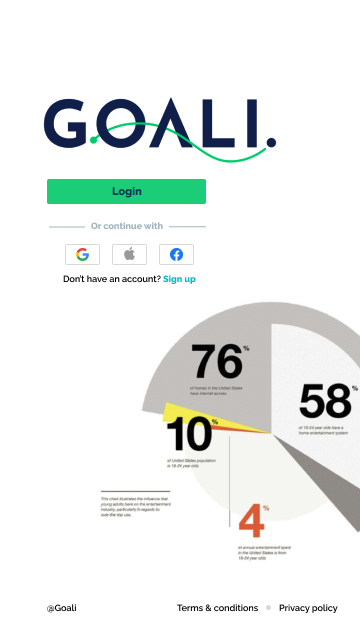 GOALI.
Login
Or continue with
Don't have an account? Sign up
76%
of homes in the United States
have internet access
58%
of 18-24 year olds have a
home entertainment system
10%
of United States population
is 18-24 year olds
This chart illustrates the influence that
young adults have on the entertainment
industry, particularly in regards to
over-the-top use.
4%
of annual entertainment spend
in the United States is from
18-24 year olds
@Goali
Terms & conditions
Privacy policy